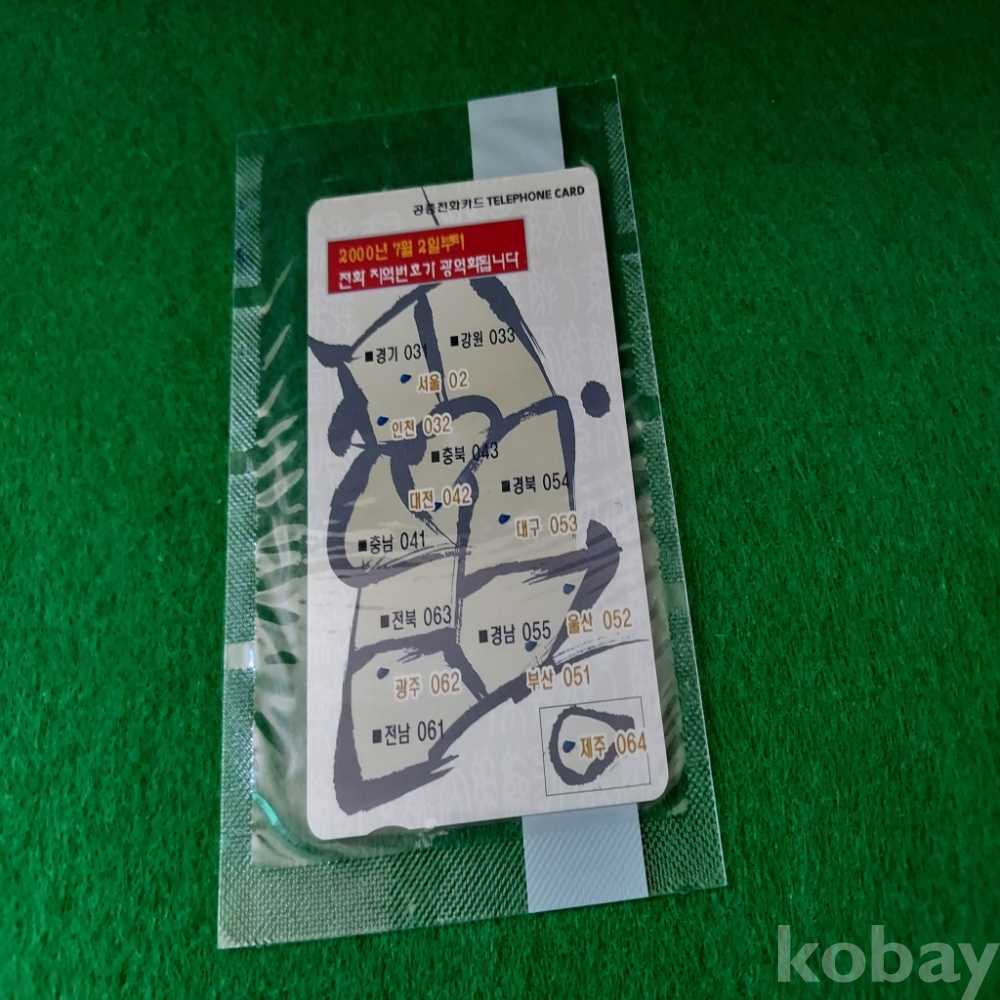 공중전화카드 TELEPHONE CARD
2000년 7월 2일부터
전화 지역번호가 광역화됩니다
■경기 031
■강원 033
서울 02
인천 032
■충북 043
■경북 054
대전 042
대구 053
■충남 041
■전북 063
■경남 055
울산 052
광주 062
부산 051
■전남 061
제주 064
kobay